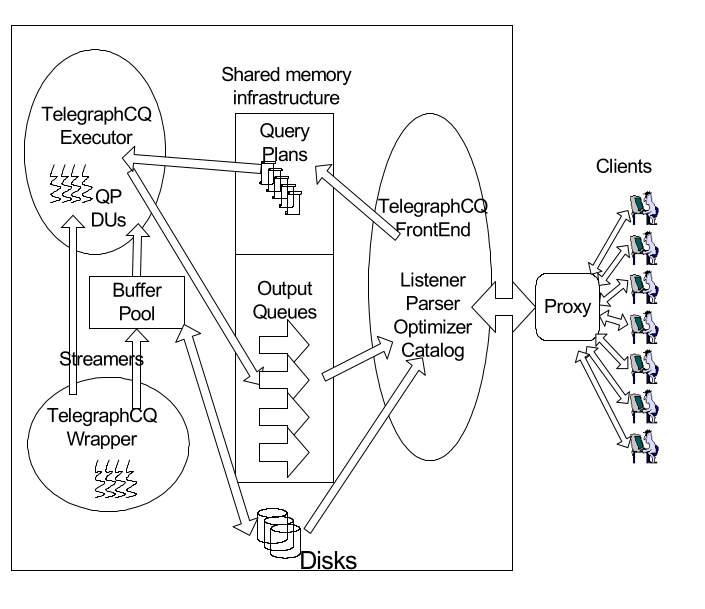 Shared memory
infrastructure
TelegraphCQ
Executor
QP
DUs
Query
Plans
Clients
TelegraphCQ
FrontEnd
Listener
Parser
Optimizer
Catalog
Proxy
Buffer
Pool
Output
Queues
Streamers
TelegraphCQ
Wrapper
Disks